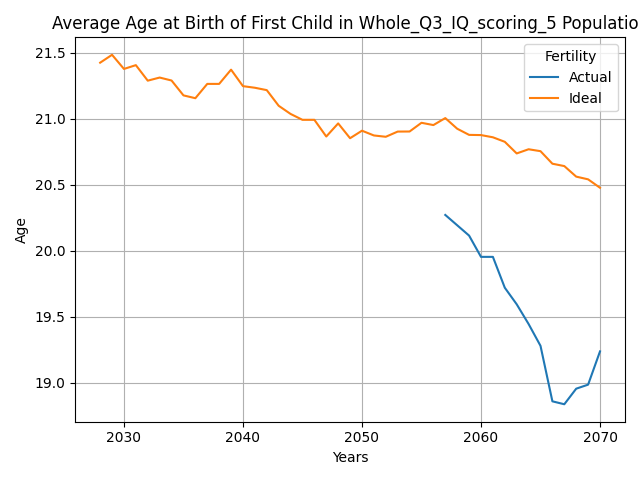 Average Age at Birth of First Child in Whole_Q3_IQ_scoring_5 Populatio
Fertility
Actual
Ideal
21.5
21.0
20.5
20.0
19.5
19.0
Age
2030 2040 2050 2060 2070
Years